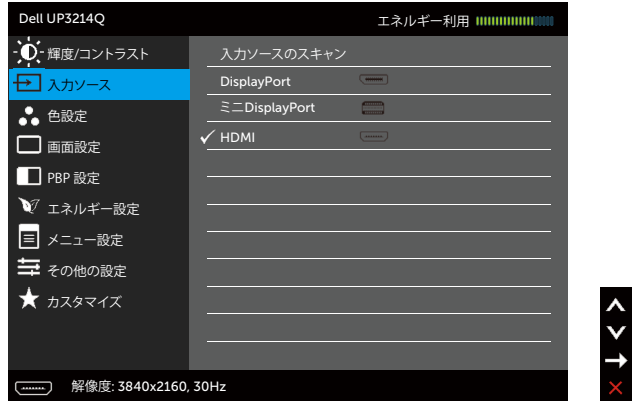 Dell UP3214Q エネルギー利用
輝度/コントラスト
入力ソース
色設定
画面設定
PBP 設定
エネルギー設定
メニュー設定
その他の設定
カスタマイズ
入力ソースのスキャン
DisplayPort
ミニDisplayPort
HDMI
解像度: 3840x2160, 30Hz